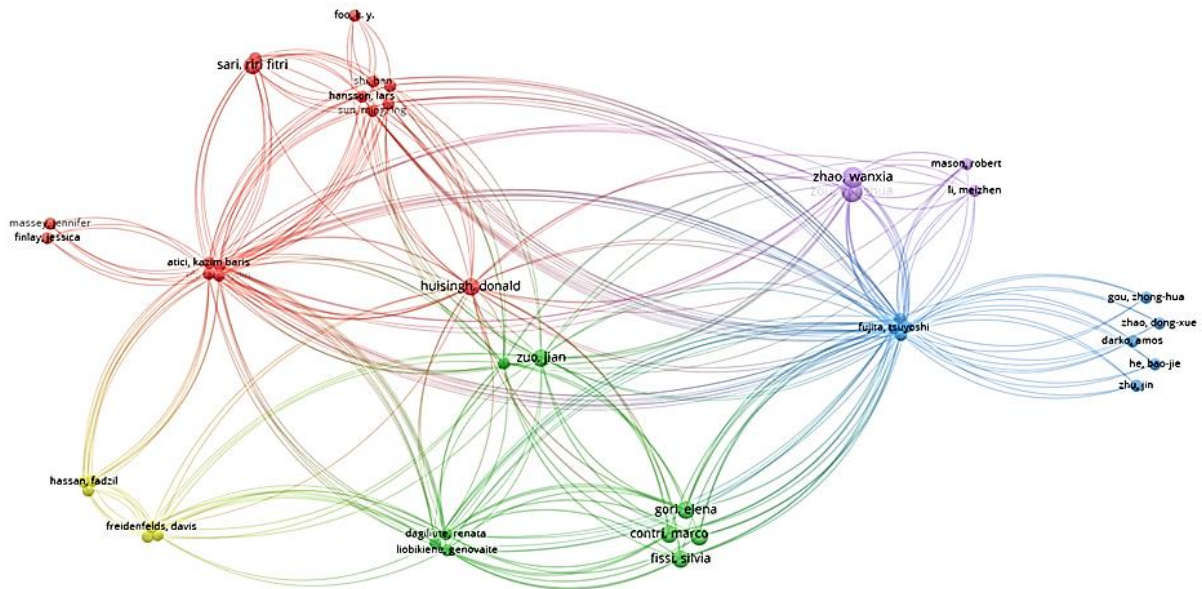 foo, k. y.
sari, riri fitri
shi, han
hansson, lars
sun, mingxing
mason, robert
zhao, wanxia
li, meizhen
massey, jennifer
finlay, jessica
atici, kazim baris
huisingh, donald
gou, zhong-hua
zhao, dong-xue
fujita, tsuyoshi
darko, amos
zuo, jian
he, bao-jie
zhu, jin
hassan, fadzil
gori, elena
freidenfelds, davis
dagiliute, renata
contri, marco
liobikiene, genovaite
fissi, silvia